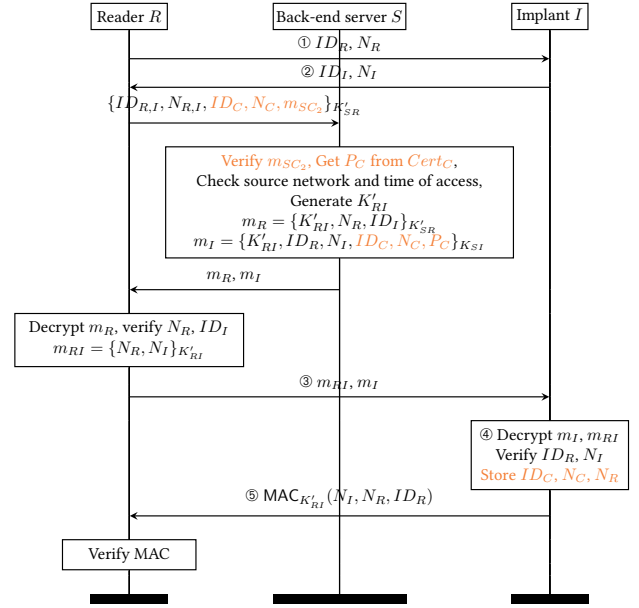 Reader R
Back-end server S
Implant I
① ID_R, N_R
② ID_I, N_I
{ID_{R,I}, N_{R,I}, ID_C, N_C, m_{SC_2}}_{K'_{SR}}
Verify m_{SC_2}, Get P_C from Cert_C,
Check source network and time of access,
Generate K'_{RI}
m_R = {K'_{RI}, N_R, ID_I}_{K'_{SR}}
m_I = {K'_{RI}, ID_R, N_I, ID_C, N_C, P_C}_{K_{SI}}
m_R, m_I
Decrypt m_R, verify N_R, ID_I
m_{RI} = {N_R, N_I}_{K'_{RI}}
③ m_{RI}, m_I
④ Decrypt m_I, m_{RI}
Verify ID_R, N_I
Store ID_C, N_C, N_R
⑤ MAC_{K'_{RI}}(N_I, N_R, ID_R)
Verify MAC